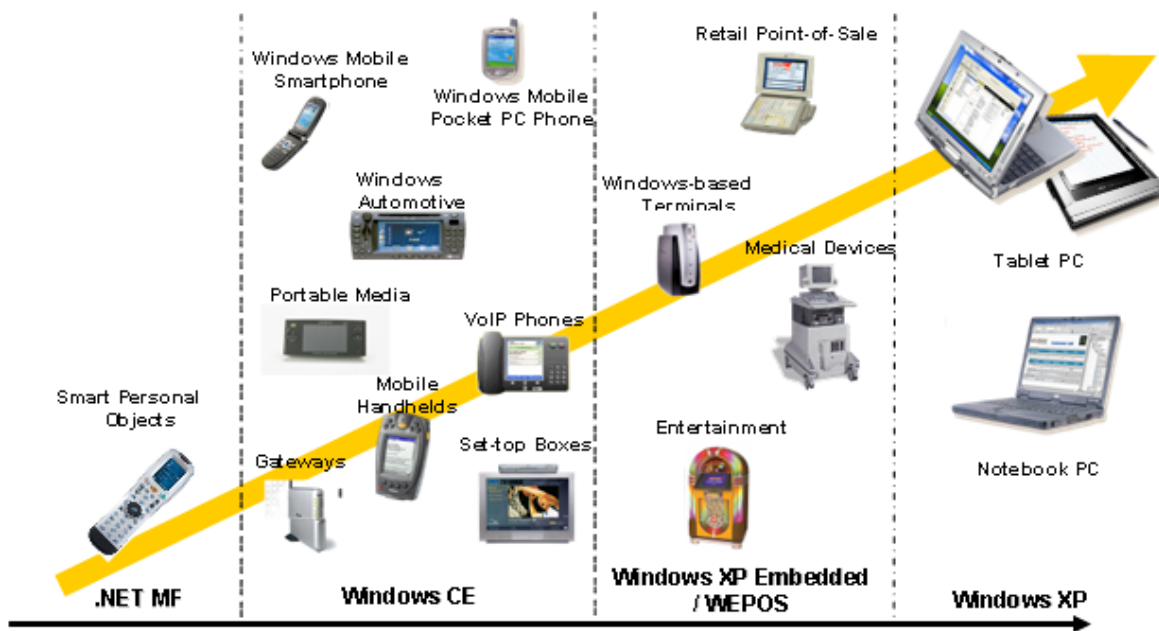 Windows Mobile
Smartphone
Windows Mobile
Pocket PC Phone
Retail Point-of-Sale
Windows
Automotive
Windows-based
Terminals
Medical Devices
Tablet PC
Portable Media
VoIP Phones
Smart Personal
Objects
Mobile
Handhelds
Gateways
Set-top Boxes
Entertainment
Notebook PC
.NET MF
Windows CE
Windows XP Embedded
/ WEPOS
Windows XP